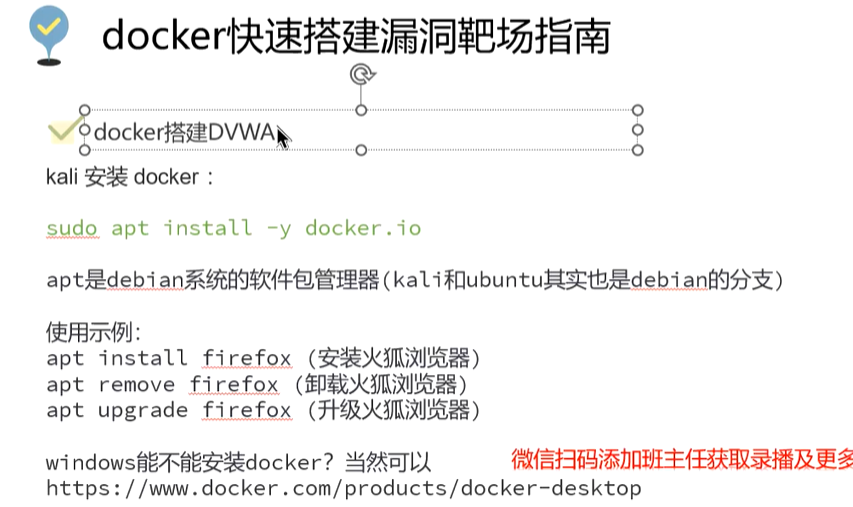 docker快速搭建漏洞靶场指南
docker搭建DVWA
kali 安装 docker：
sudo apt install -y docker.io
apt是debian系统的软件包管理器(kali和ubuntu其实也是debian的分支)
使用示例:
apt install firefox (安装火狐浏览器)
apt remove firefox (卸载火狐浏览器)
apt upgrade firefox (升级火狐浏览器)
windows能不能安装docker? 当然可以
微信扫码添加班主任获取录播及更多
https://www.docker.com/products/docker-desktop